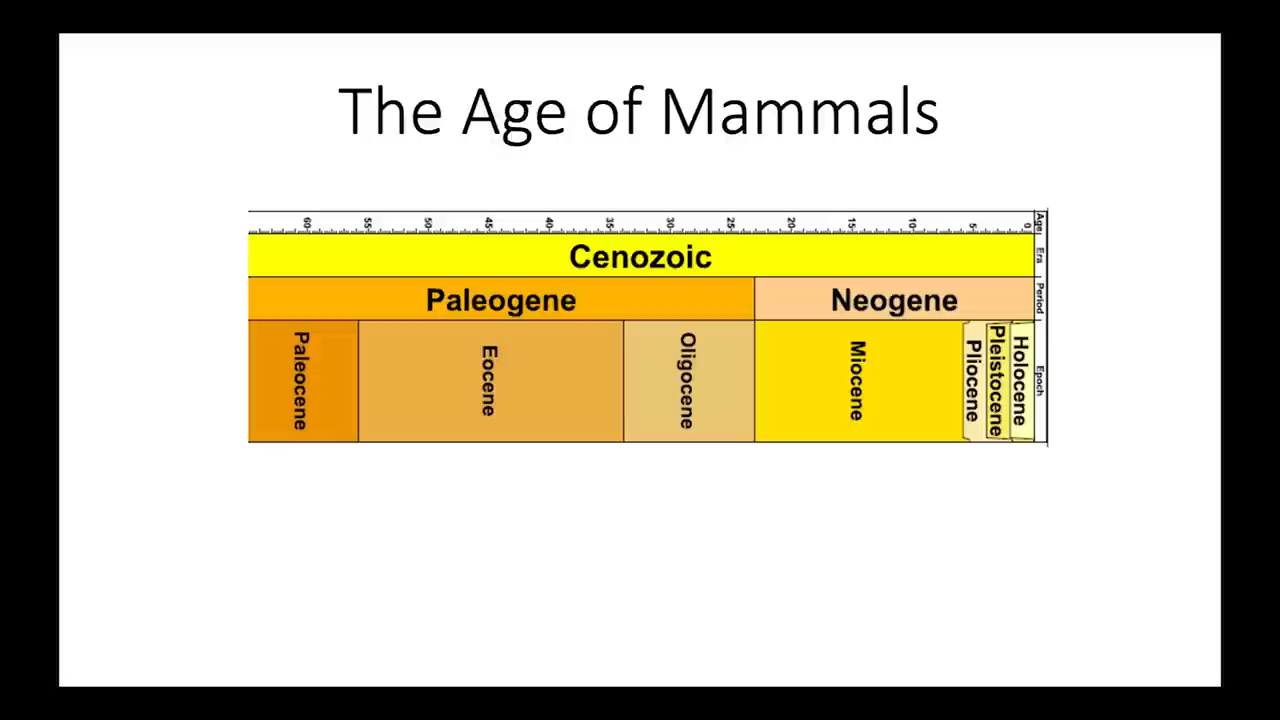 The Age of Mammals
60 55 50 45 40 35 30 25 20 15 10 5 0 Age
Cenozoic Era
Paleogene Neogene Period
Paleocene Eocene Oligocene Miocene Pliocene Pleistocene Holocene Epoch